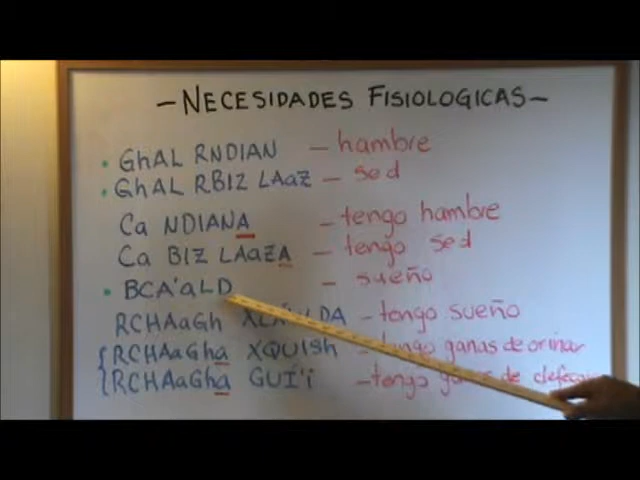 - NECESIDADES FISIOLOGICAS -
• GhAL RNDIAN - hambre
• GhAL RBIZ LAaZ - sed
Ca NDIANA - tengo hambre
Ca BIZ LAaZA - tengo sed
• BCA'aLD - sueño
RCHAaGh - tengo sueño
RCHAaGha XQUISh - tengo ganas de orinar
RCHAaGha GUI'i - tengo de